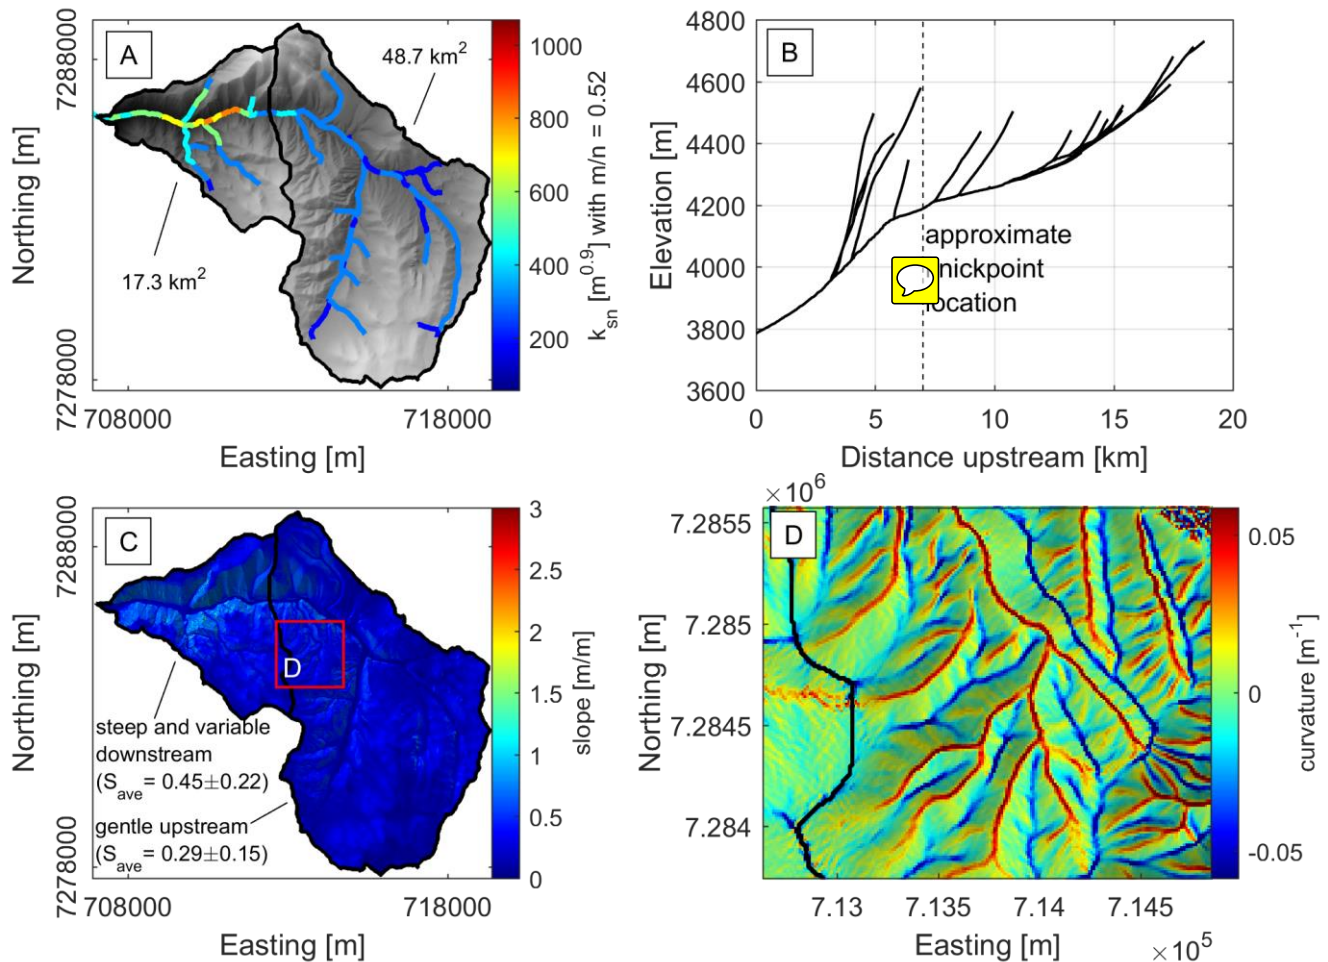 A
48.7 km2
17.3 km2
7288000
7278000
Northing [m]
708000
718000
Easting [m]
1000
800
600
400
200
ksn [m0.9] with m/n = 0.52
B
4800
4600
4400
4200
4000
3800
3600
Elevation [m]
approximate
nickpoint
location
0
5
10
15
20
Distance upstream [km]
C
D
steep and variable
downstream
(Save = 0.45±0.22)
gentle upstream
(Save = 0.29±0.15)
7288000
7278000
Northing [m]
708000
718000
Easting [m]
3
2.5
2
1.5
1
0.5
0
slope [m/m]
×106
D
7.2855
7.285
7.2845
7.284
Northing [m]
7.13
7.135
7.14
7.145
Easting [m]
×105
0.05
0
-0.05
curvature [m-1]